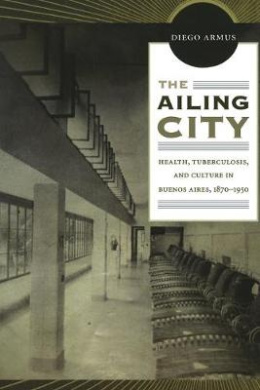 DIEGO ARMUS
THE
AILING
CITY
HEALTH, TUBERCULOSIS,
AND CULTURE IN
BUENOS AIRES, 1870–1950